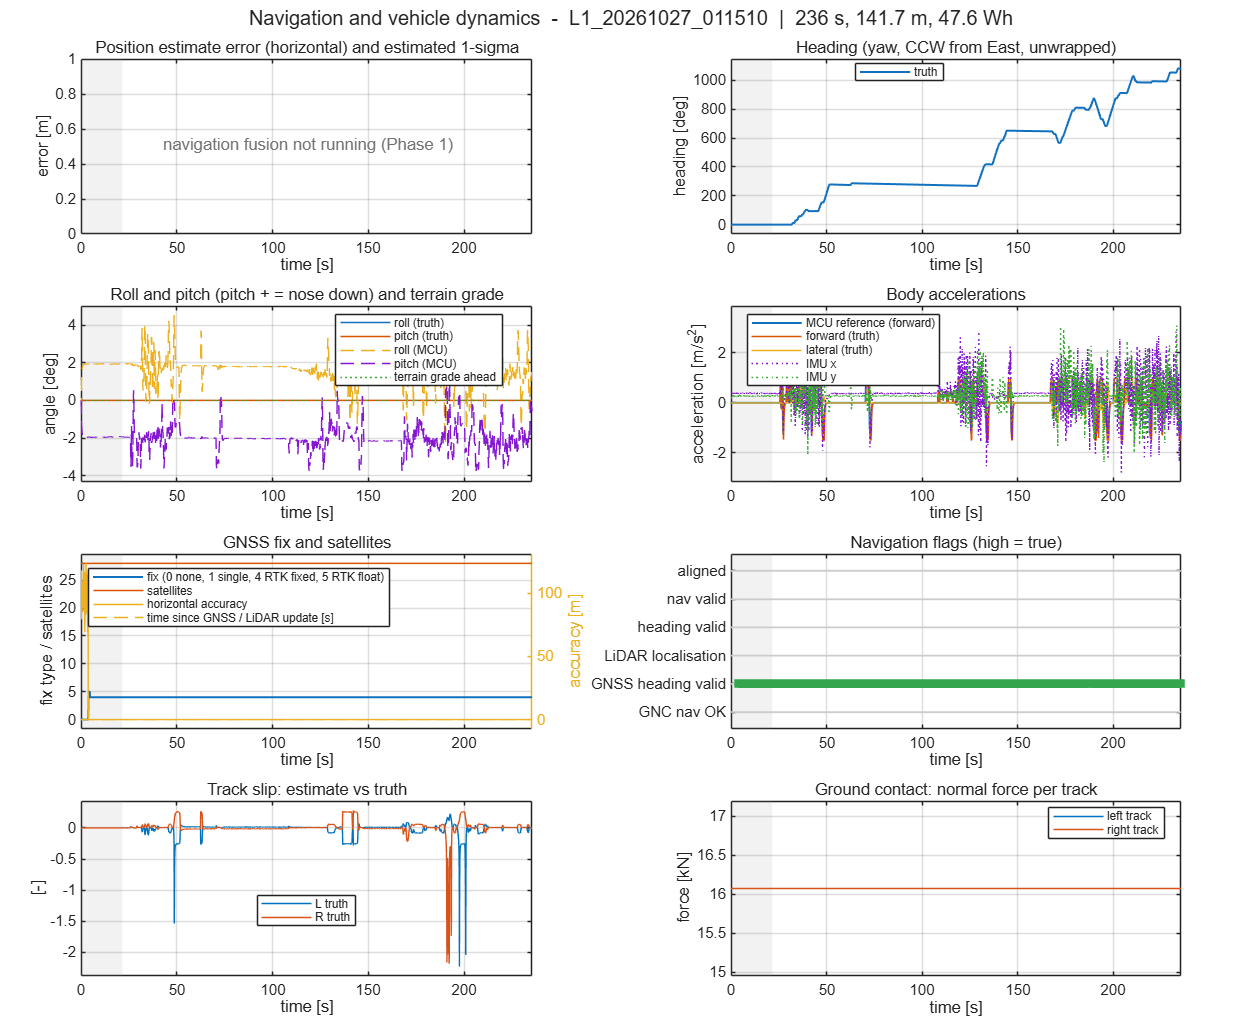 Navigation and vehicle dynamics - L1_20261027_011510 | 236 s, 141.7 m, 47.6 Wh
Position estimate error (horizontal) and estimated 1-sigma
1
0.8
0.6
0.4
0.2
0
error [m]
navigation fusion not running (Phase 1)
0 50 100 150 200
time [s]
Heading (yaw, CCW from East, unwrapped)
1000
800
600
400
200
0
heading [deg]
truth
0 50 100 150 200
time [s]
Roll and pitch (pitch + = nose down) and terrain grade
4
2
0
-2
-4
angle [deg]
roll (truth)
pitch (truth)
roll (MCU)
pitch (MCU)
terrain grade ahead
0 50 100 150 200
time [s]
Body accelerations
2
0
-2
acceleration [m/s²]
MCU reference (forward)
forward (truth)
lateral (truth)
IMU x
IMU y
0 50 100 150 200
time [s]
GNSS fix and satellites
25
20
15
10
5
0
fix type / satellites
fix (0 none, 1 single, 4 RTK fixed, 5 RTK float)
satellites
horizontal accuracy
time since GNSS / LiDAR update [s]
100
50
0
accuracy [m]
0 50 100 150 200
time [s]
Navigation flags (high = true)
aligned
nav valid
heading valid
LiDAR localisation
GNSS heading valid
GNC nav OK
0 50 100 150 200
time [s]
Track slip: estimate vs truth
0
-0.5
-1
-1.5
-2
[-]
L truth
R truth
0 50 100 150 200
time [s]
Ground contact: normal force per track
17
16.5
16
15.5
15
force [kN]
left track
right track
0 50 100 150 200
time [s]